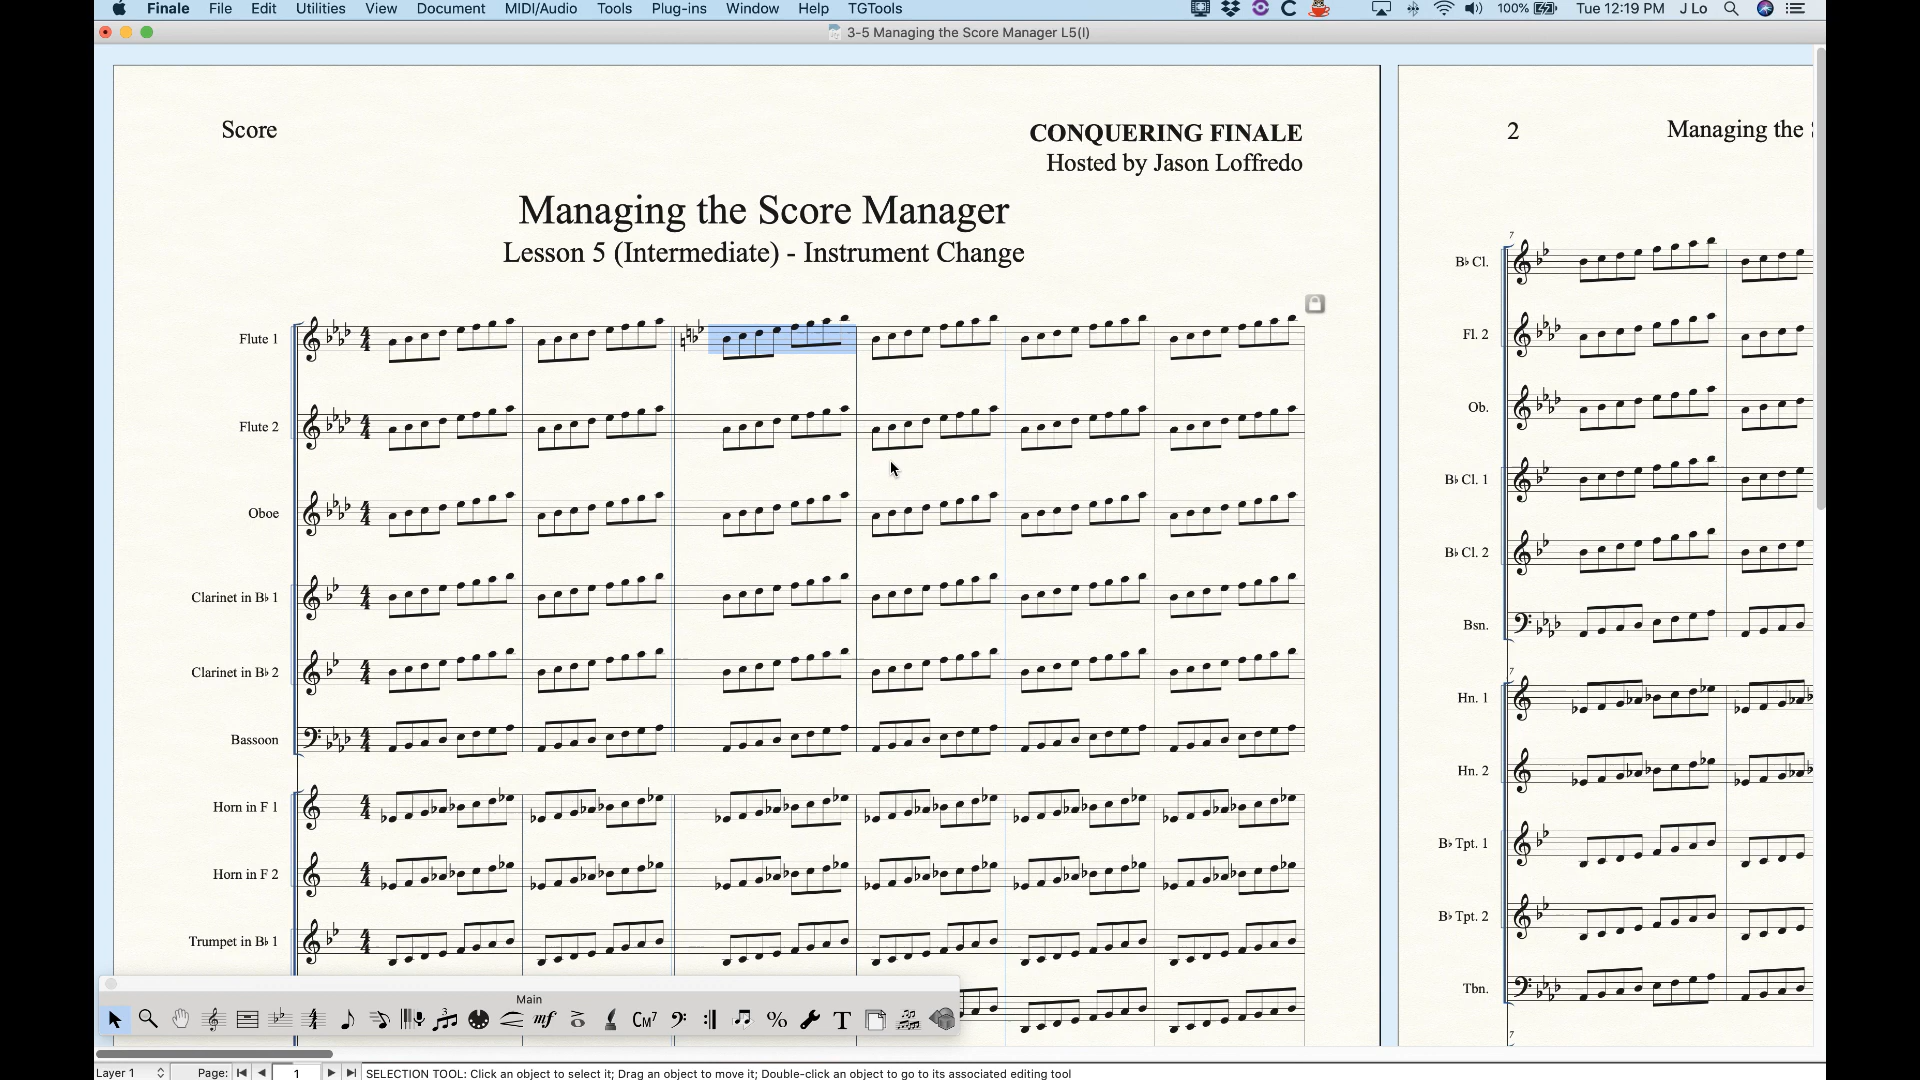 Finale File Edit Utilities View Document MIDI/Audio Tools Plug-ins Window Help TGTools 100% Tue 12:19 PM J Lo
3-5 Managing the Score Manager L5(I)
Score
CONQUERING FINALE
Hosted by Jason Loffredo
Managing the Score Manager
Lesson 5 (Intermediate) - Instrument Change
Flute 1
Flute 2
Oboe
Clarinet in B♭ 1
Clarinet in B♭ 2
Bassoon
Horn in F 1
Horn in F 2
Trumpet in B♭ 1
2 Managing the
7
B♭ Cl.
Fl. 2
Ob.
B♭ Cl. 1
B♭ Cl. 2
Bsn.
7
Hn. 1
Hn. 2
B♭ Tpt. 1
B♭ Tpt. 2
Tbn.
7
Main
mf CM7 % T
Layer 1 Page: 1 SELECTION TOOL: Click an object to select it; Drag an object to move it; Double-click an object to go to its associated editing tool